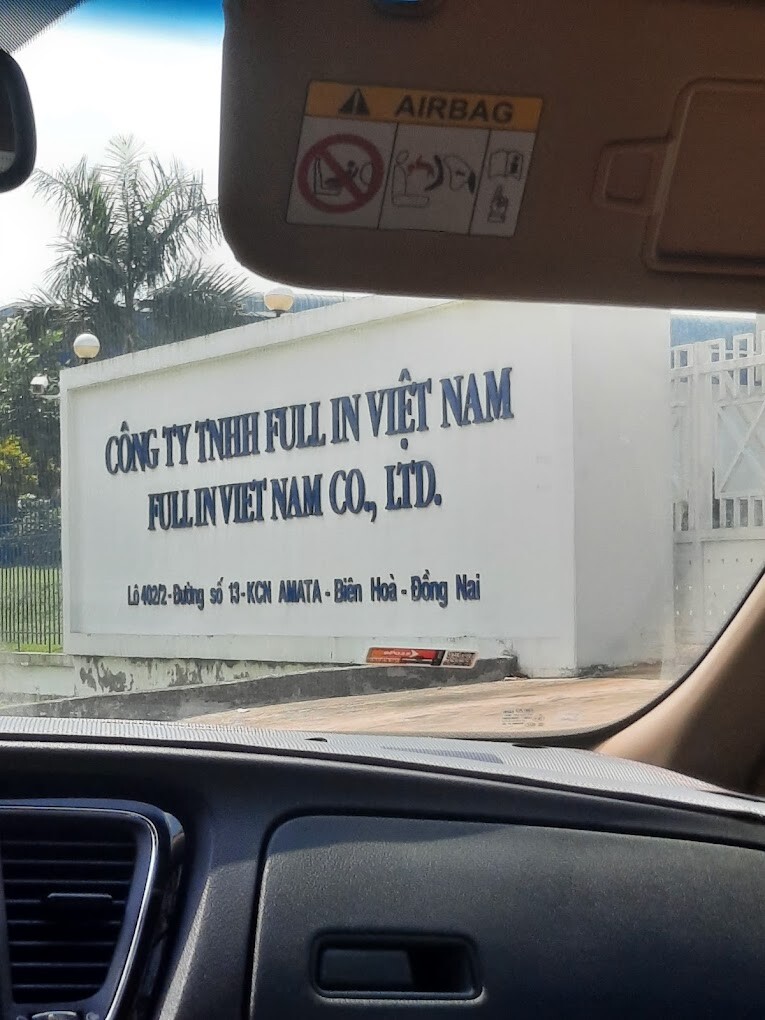 AIRBAG
CÔNG TY TNHH FULL IN VIỆT NAM
FULL IN VIET NAM CO., LTD.
Lô 402/2 - Đường số 13 - KCN AMATA - Biên Hoà - Đồng Nai